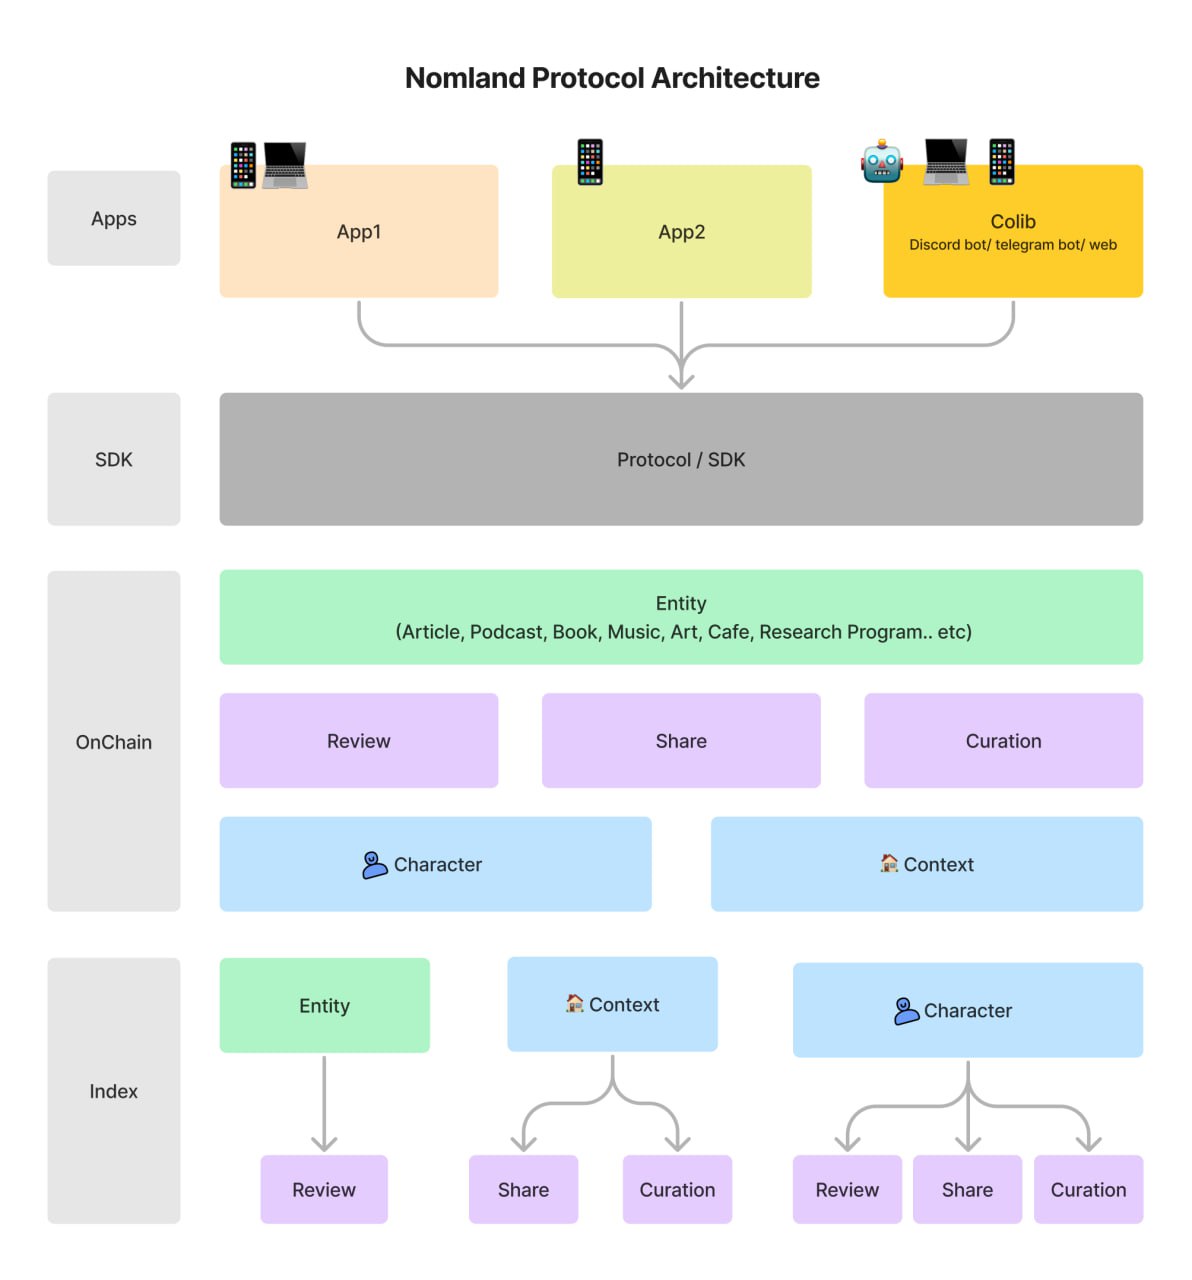 Nomland Protocol Architecture
Apps
App1
App2
Colib
Discord bot/ telegram bot/ web
SDK
Protocol / SDK
OnChain
Entity
(Article, Podcast, Book, Music, Art, Cafe, Research Program.. etc)
Review
Share
Curation
Character
Context
Index
Entity
Context
Character
Review
Share
Curation
Review
Share
Curation